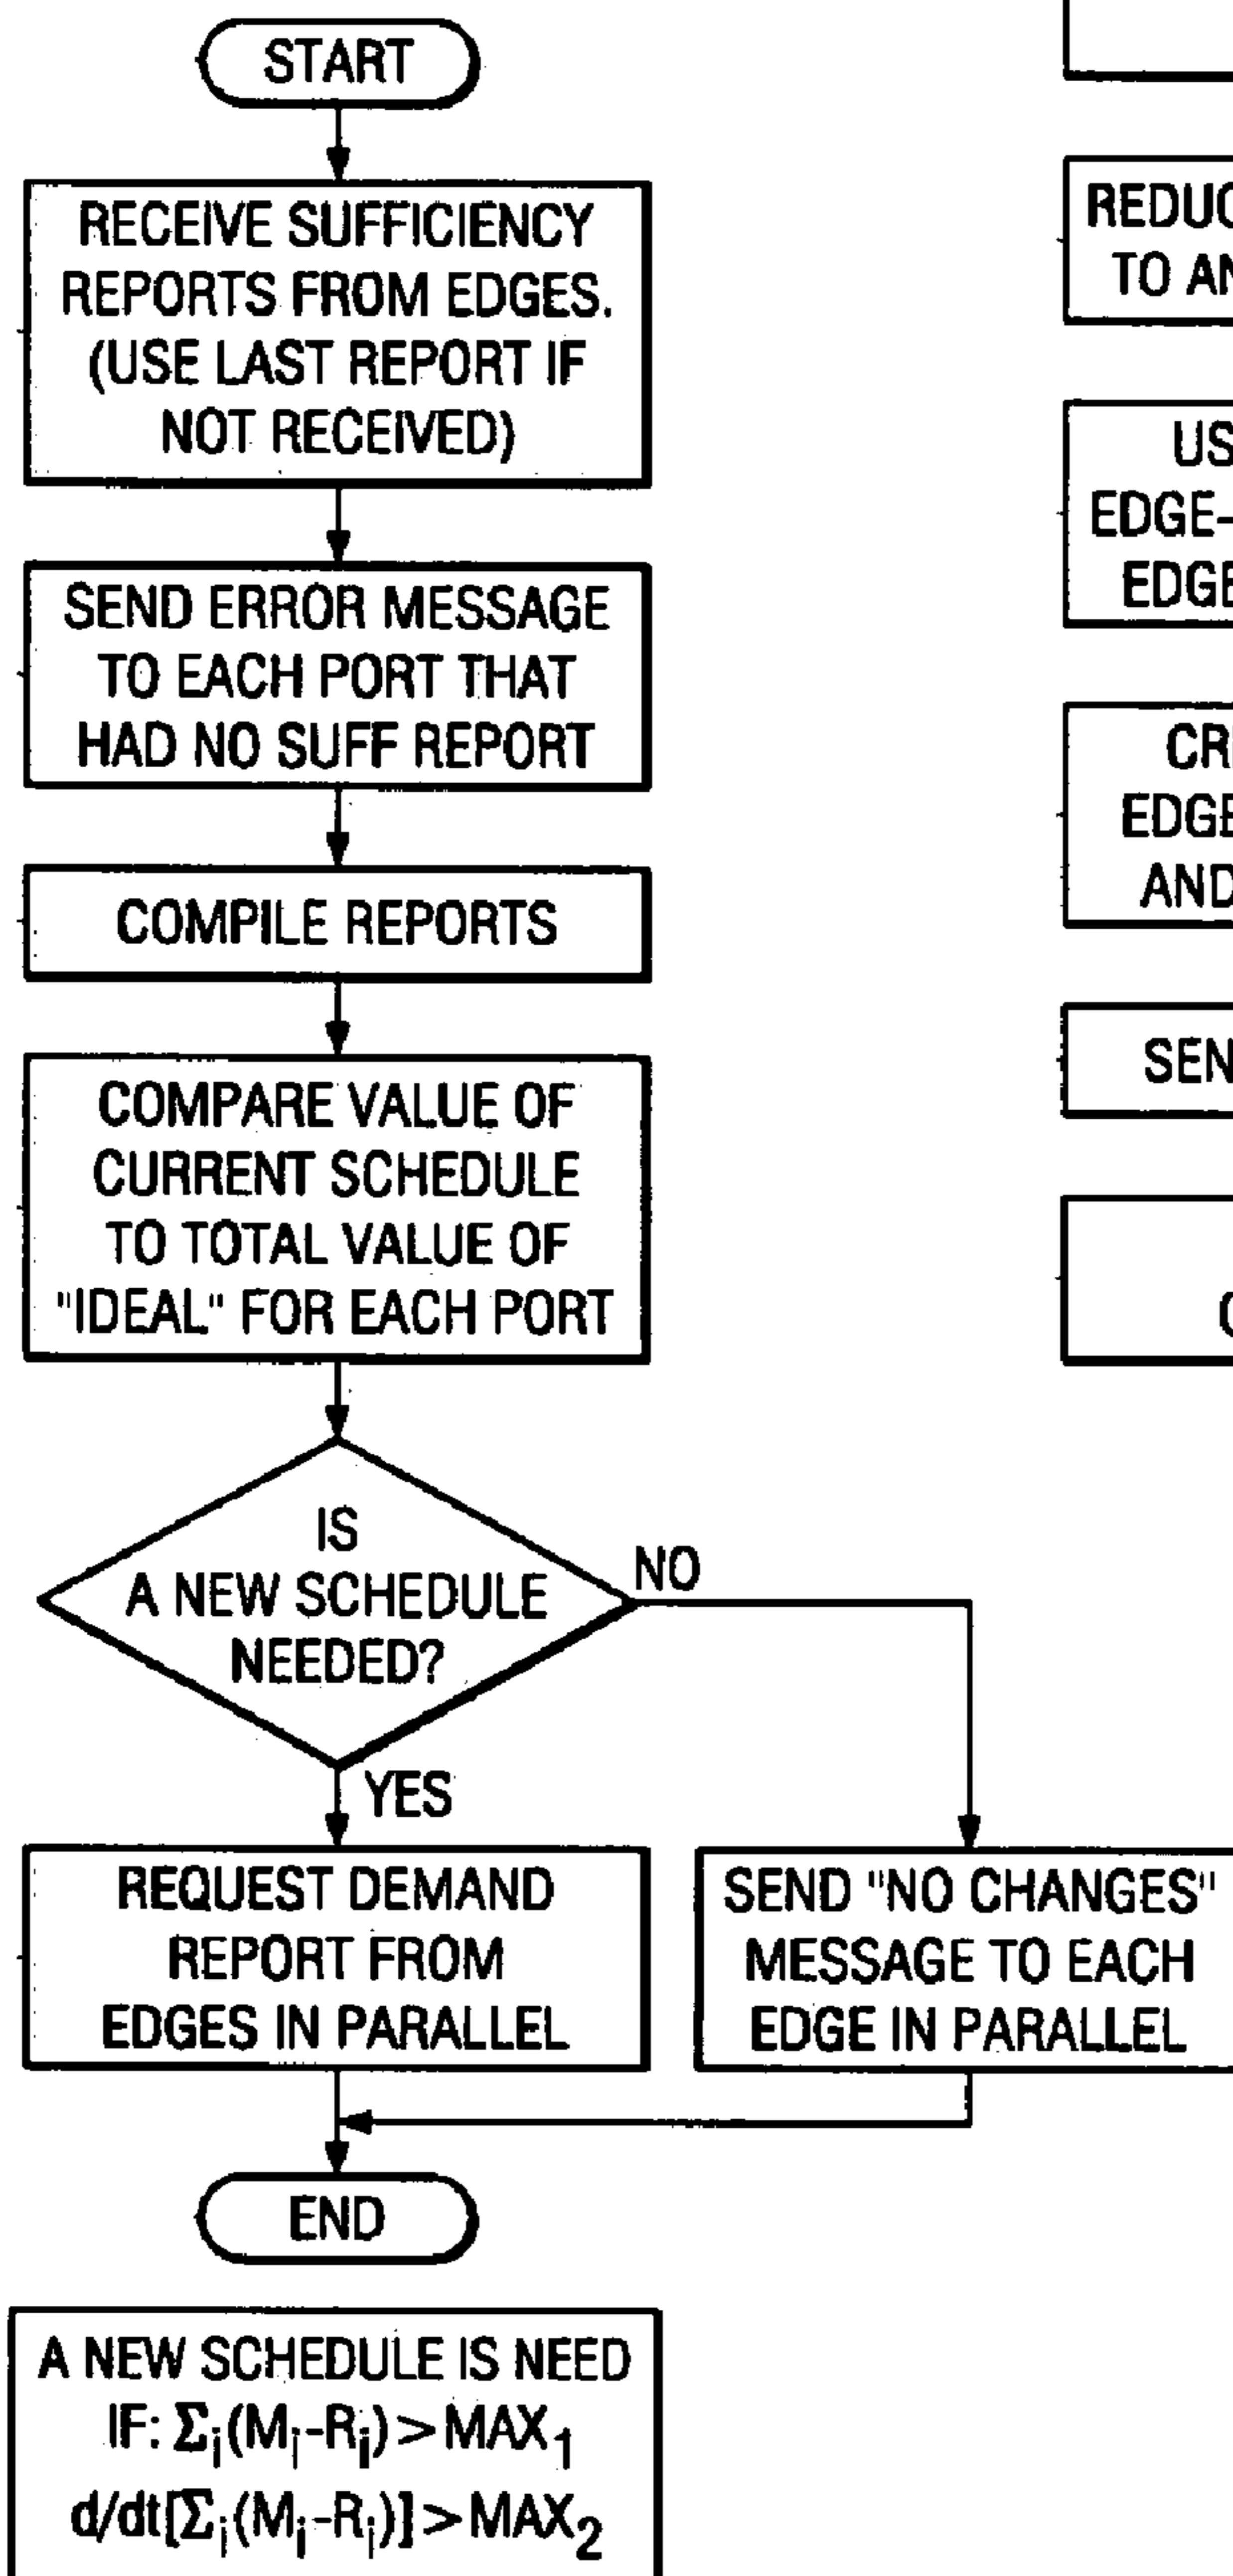 START
RECEIVE SUFFICIENCY
REPORTS FROM EDGES.
(USE LAST REPORT IF
NOT RECEIVED)
SEND ERROR MESSAGE
TO EACH PORT THAT
HAD NO SUFF REPORT
COMPILE REPORTS
COMPARE VALUE OF
CURRENT SCHEDULE
TO TOTAL VALUE OF
"IDEAL" FOR EACH PORT
IS
A NEW SCHEDULE
NEEDED?
NO
YES
REQUEST DEMAND
REPORT FROM
EDGES IN PARALLEL
SEND "NO CHANGES"
MESSAGE TO EACH
EDGE IN PARALLEL
END
A NEW SCHEDULE IS NEED
IF: Σi(Mi-Ri) > MAX1
d/dt[Σi(Mi-Ri)] > MAX2
TO
EDGE-
AND